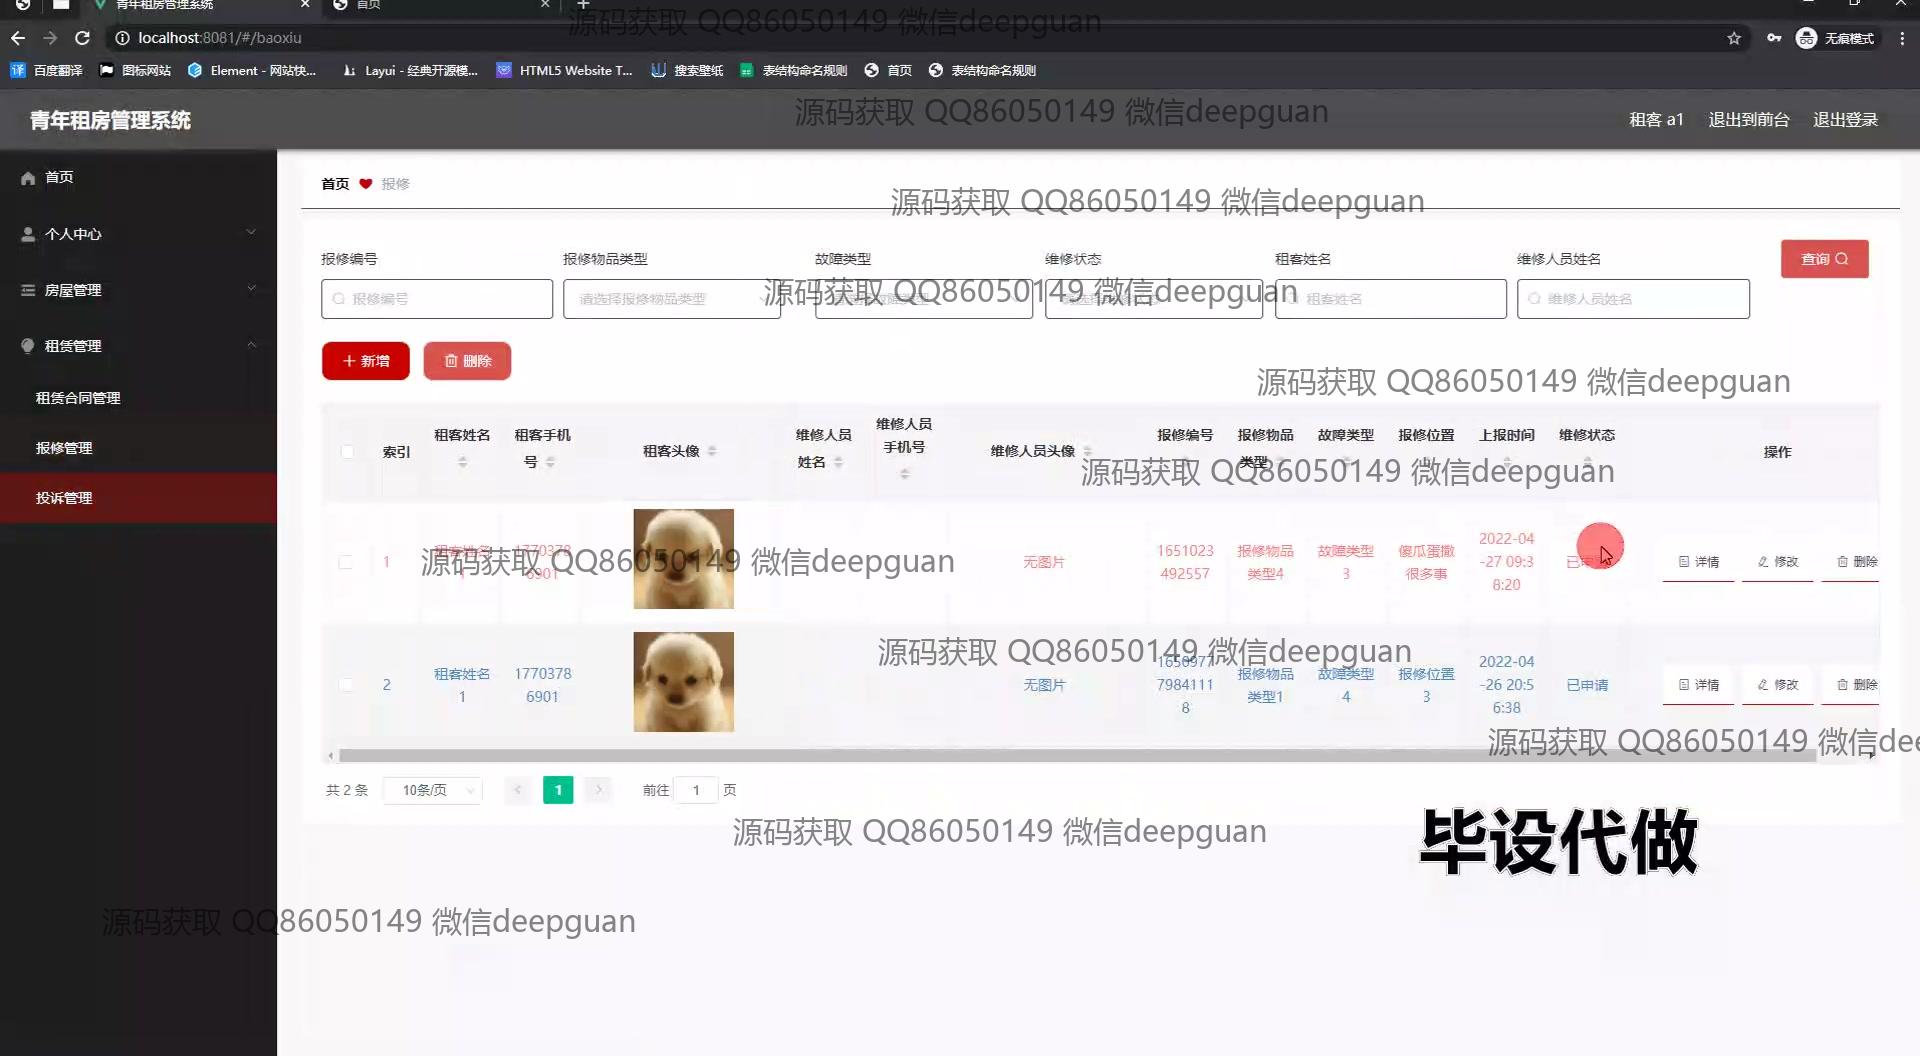 青年租房管理系统
首页
源码获取 QQ86050149 微信deepguan
localhost:8081/#/baoxiu
无痕模式
百度翻译
图标网站
Element - 网站快...
Layui - 经典开源模...
HTML5 Website T...
搜索壁纸
表结构命名规则
首页
表结构命名规则
青年租房管理系统
源码获取 QQ86050149 微信deepguan
租客 a1
退出到前台
退出登录
首页
个人中心
房屋管理
租赁管理
租赁合同管理
报修管理
投诉管理
首页 报修
源码获取 QQ86050149 微信deepguan
报修编号
报修物品类型
故障类型
维修状态
租客姓名
维修人员姓名
查询
报修编号
请选择报修物品类型
源码获取 QQ86050149 微信deepguan
租客姓名
维修人员姓名
新增
删除
源码获取 QQ86050149 微信deepguan
索引
租客姓名
租客手机
号
租客头像
维修人员
姓名
维修人员
手机号
维修人员头像
报修编号
报修物品
类型
故障类型
报修位置
上报时间
维修状态
操作
源码获取 QQ86050149 微信deepguan
1
租客姓名
1
1770378
6901
源码获取 QQ86050149 微信deepguan
无图片
1651023
492557
报修物品
类型4
故障类型
3
傻瓜蛋撒
很多事
2022-04
-27 09:3
8:20
详情
修改
删除
源码获取 QQ86050149 微信deepguan
2
租客姓名
1
1770378
6901
无图片
1650977
7984111
8
报修物品
类型1
故障类型
4
报修位置
3
2022-04
-26 20:5
6:38
已申请
详情
修改
删除
源码获取 QQ86050149 微信dee
共 2 条
10条/页
1
前往 1 页
源码获取 QQ86050149 微信deepguan
毕设代做
源码获取 QQ86050149 微信deepguan